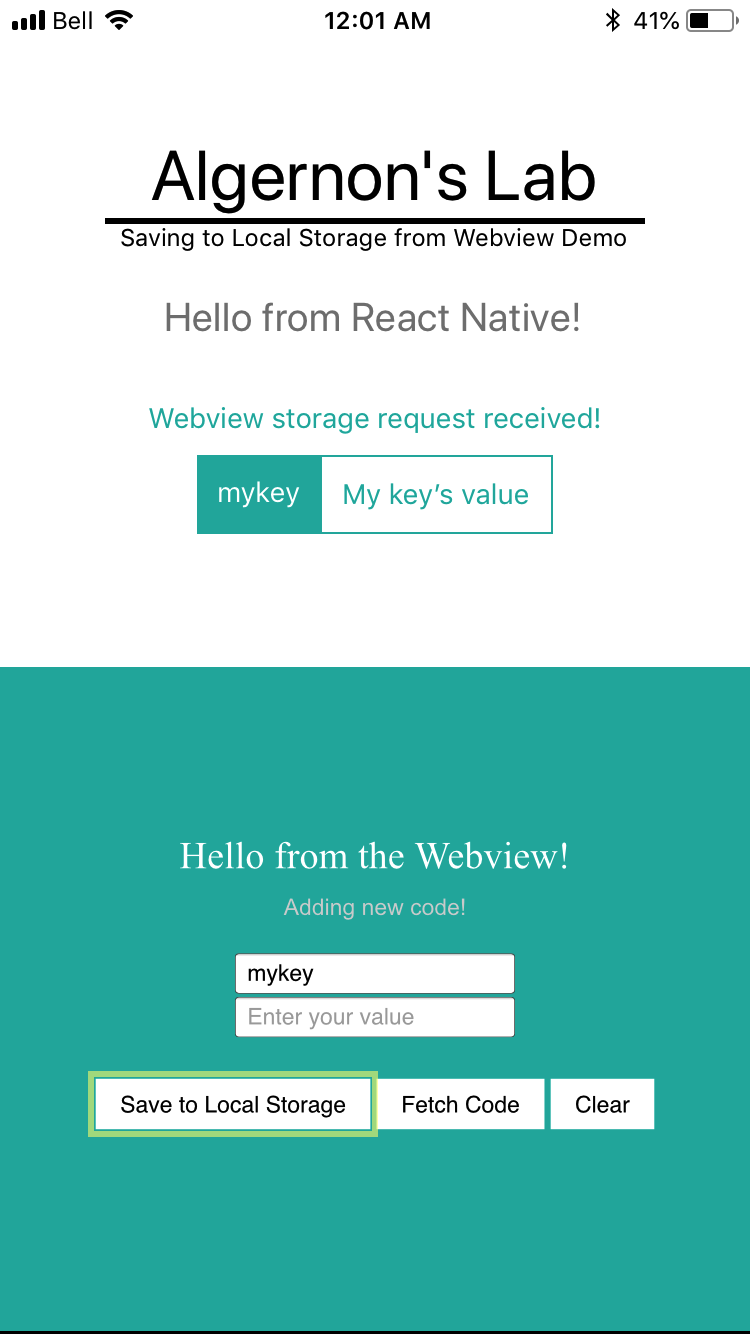 Bell 12:01 AM 41%
Algernon's Lab
Saving to Local Storage from Webview Demo
Hello from React Native!
Webview storage request received!
mykey My key’s value
Hello from the Webview!
Adding new code!
mykey
Enter your value
Save to Local Storage Fetch Code Clear